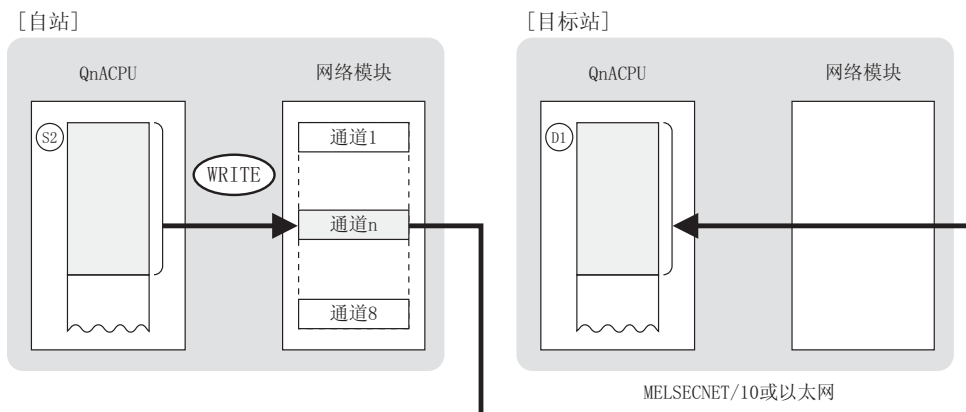 [自站]
[目标站]
QnACPU
网络模块
QnACPU
网络模块
S2
通道1
D1
WRITE
通道n
通道8
MELSECNET/10或以太网